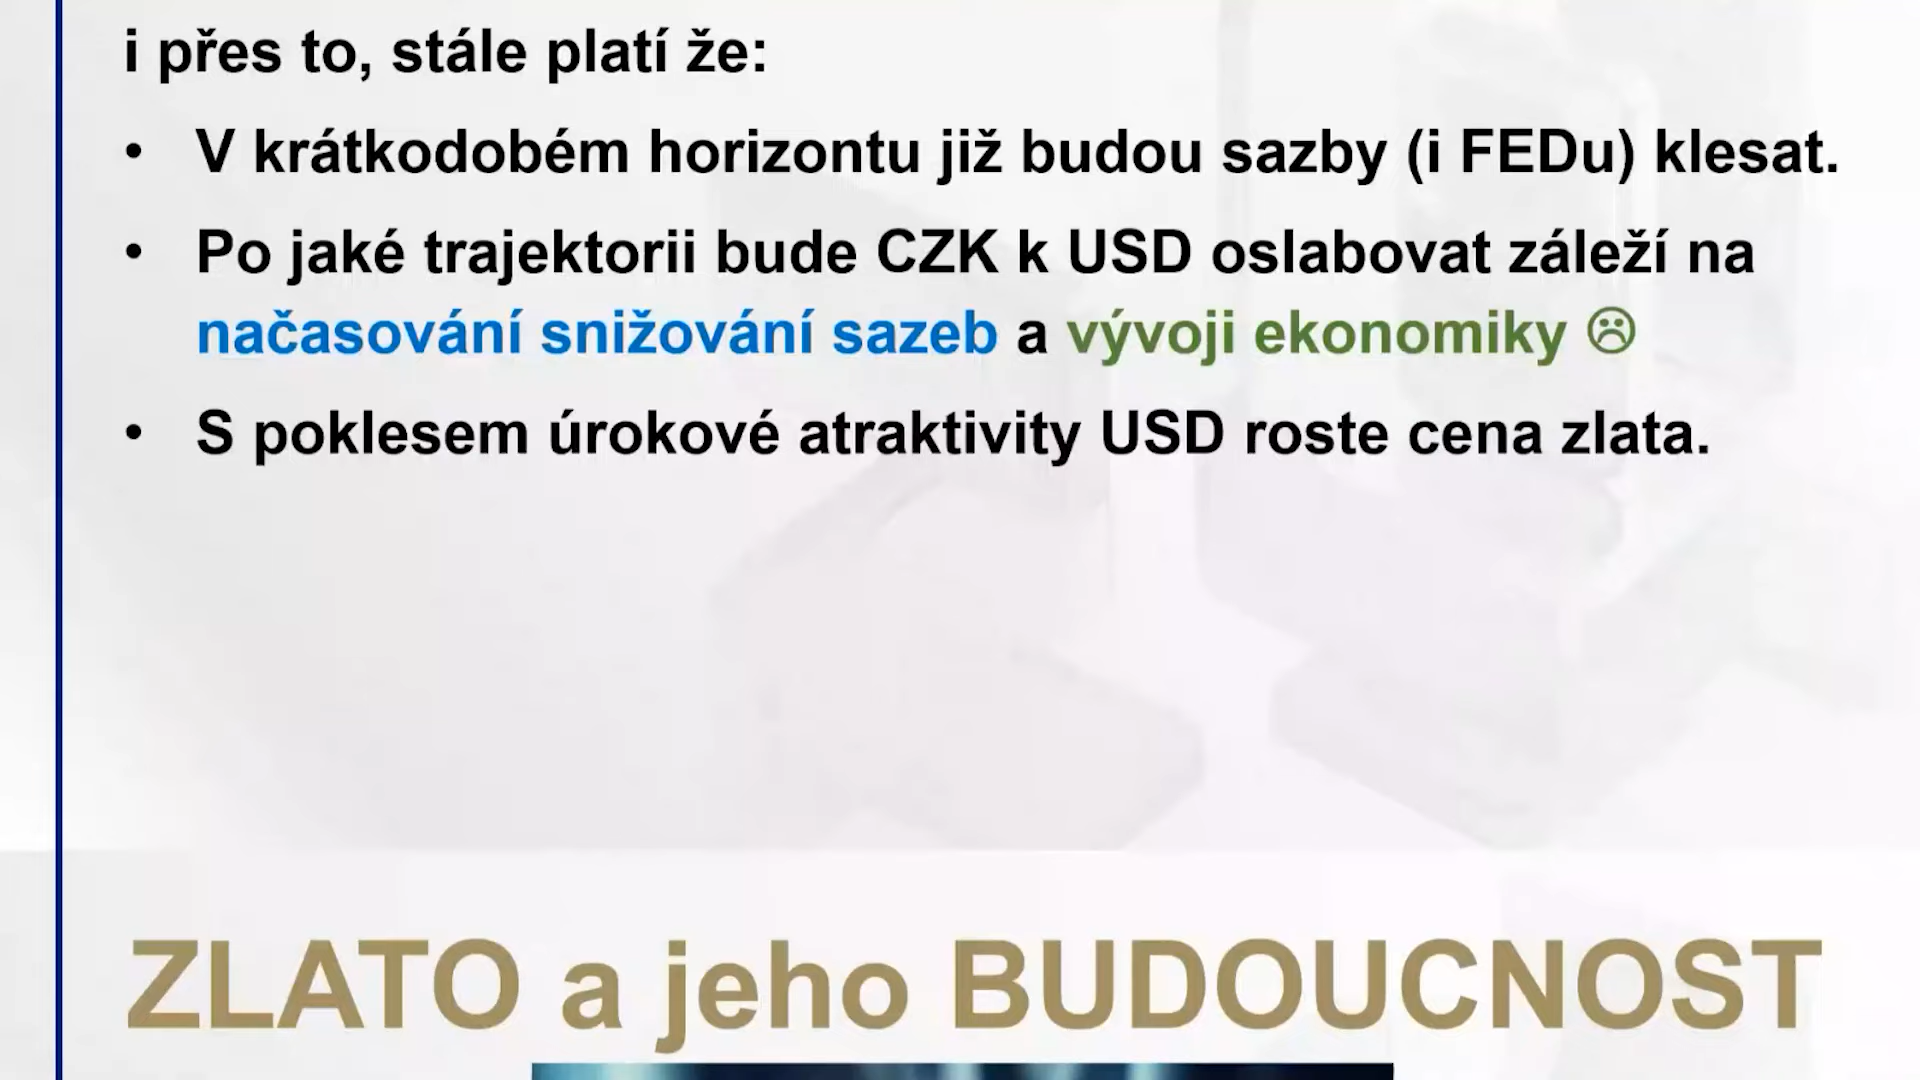 i přes to, stále platí že:
• V krátkodobém horizontu již budou sazby (i FEDu) klesat.
• Po jaké trajektorii bude CZK k USD oslabovat záleží na
načasování snižování sazeb a vývoji ekonomiky ☹
• S poklesem úrokové atraktivity USD roste cena zlata.
ZLATO a jeho BUDOUCNOST